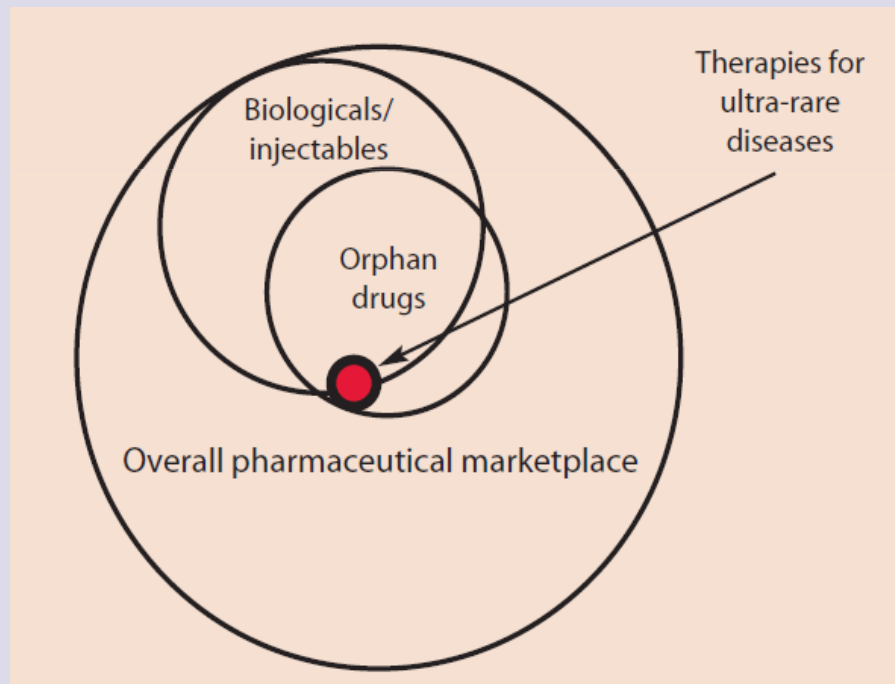 Therapies for
ultra-rare
diseases
Biologicals/
injectables
Orphan
drugs
Overall pharmaceutical marketplace